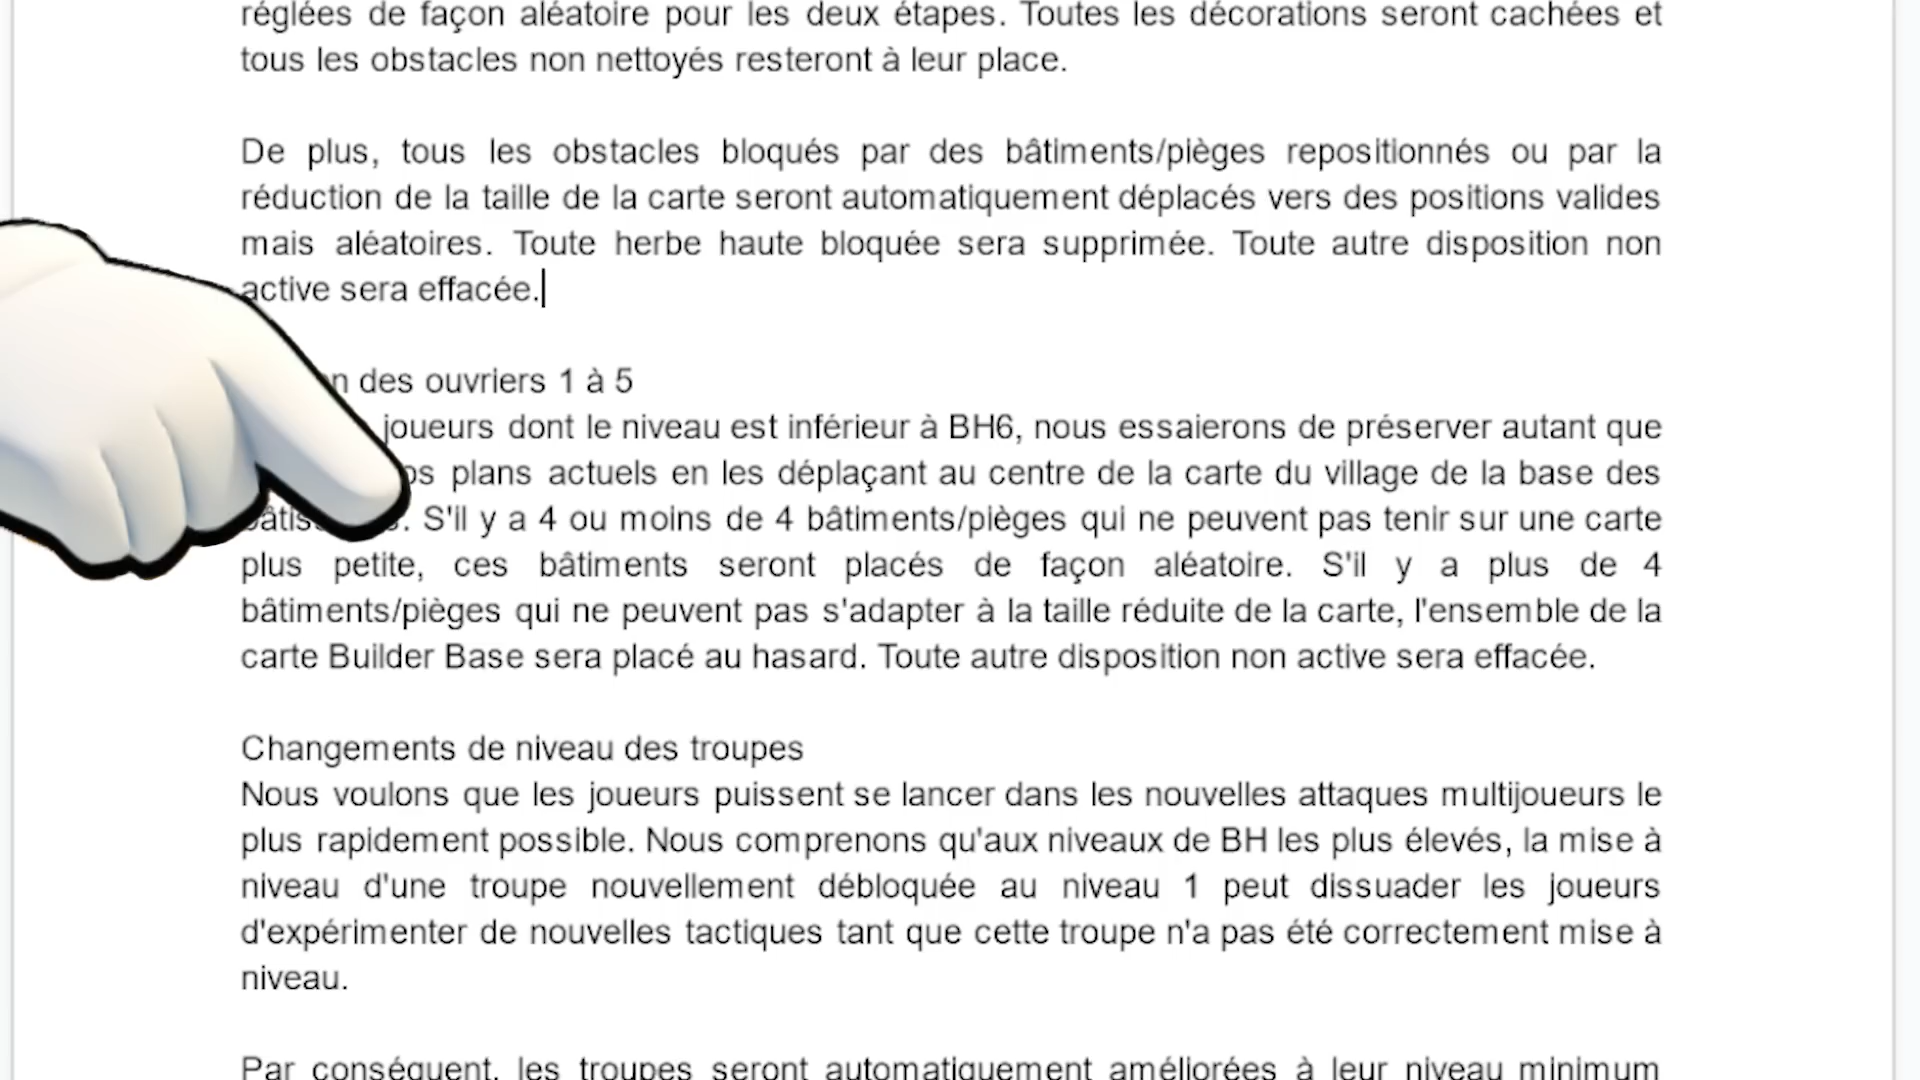 réglées de façon aléatoire pour les deux étapes. Toutes les décorations seront cachées et
tous les obstacles non nettoyés resteront à leur place.
De plus, tous les obstacles bloqués par des bâtiments/pièges repositionnés ou par la
réduction de la taille de la carte seront automatiquement déplacés vers des positions valides
mais aléatoires. Toute herbe haute bloquée sera supprimée. Toute autre disposition non
active sera effacée.
des ouvriers 1 à 5
joueurs dont le niveau est inférieur à BH6, nous essaierons de préserver autant que
plans actuels en les déplaçant au centre de la carte du village de la base des
S'il y a 4 ou moins de 4 bâtiments/pièges qui ne peuvent pas tenir sur une carte
plus petite, ces bâtiments seront placés de façon aléatoire. S'il y a plus de 4
bâtiments/pièges qui ne peuvent pas s'adapter à la taille réduite de la carte, l'ensemble de la
carte Builder Base sera placé au hasard. Toute autre disposition non active sera effacée.
Changements de niveau des troupes
Nous voulons que les joueurs puissent se lancer dans les nouvelles attaques multijoueurs le
plus rapidement possible. Nous comprenons qu'aux niveaux de BH les plus élevés, la mise à
niveau d'une troupe nouvellement débloquée au niveau 1 peut dissuader les joueurs
d'expérimenter de nouvelles tactiques tant que cette troupe n'a pas été correctement mise à
niveau.
Par conséquent, les troupes seront automatiquement améliorées à leur niveau minimum